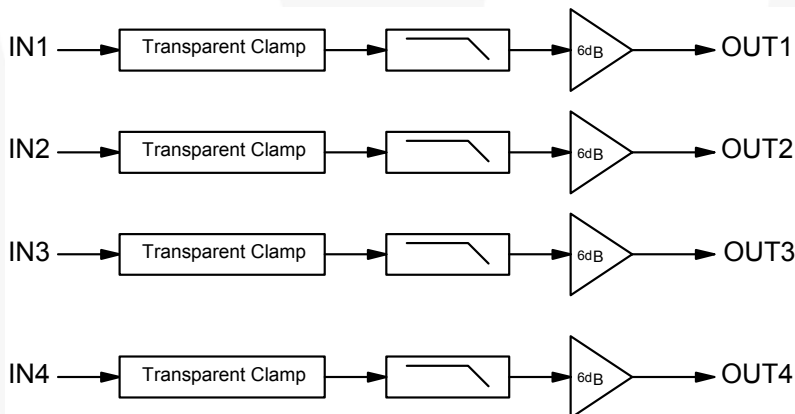 IN1 Transparent Clamp 6dB OUT1
IN2 Transparent Clamp 6dB OUT2
IN3 Transparent Clamp 6dB OUT3
IN4 Transparent Clamp 6dB OUT4